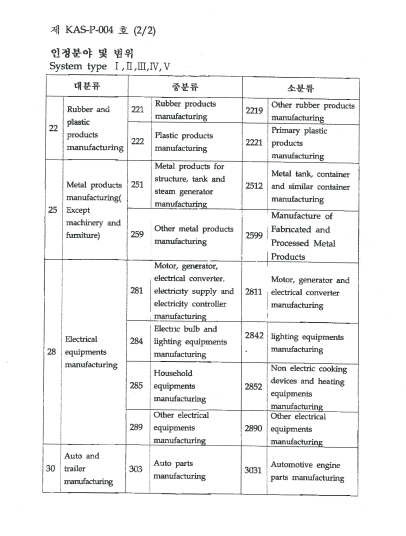 제 KAS-P-004 호 (2/2)
인정분야 및 범위
System type Ⅰ,Ⅱ,Ⅲ,Ⅳ,Ⅴ
대분류 중분류 소분류
22 Rubber and
plastic
products
manufacturing
221 Rubber products
manufacturing
2219 Other rubber products
manufacturing
222 Plastic products
manufacturing
2221 Primary plastic
products
manufacturing
25 Metal products
manufacturing(
Except
machinery and
furniture)
251 Metal products for
structure, tank and
steam generator
manufacturing
2512 Metal tank, container
and similar container
manufacturing
259 Other metal products
manufacturing
2599 Manufacture of
Fabricated and
Processed Metal
Products
28 Electrical
equipments
manufacturing
281 Motor, generator,
electrical converter.
electricity supply and
electricity controller
manufacturing
2811 Motor, generator and
electrical converter
manufacturing
284 Electric bulb and
lighting equipments
manufacturing
2842 lighting equipments
manufacturing
285 Household
equipments
manufacturing
2852 Non electric cooking
devices and heating
equipments
manufacturing
289 Other electrical
equipments
manufacturing
2890 Other electrical
equipments
manufacturing
30 Auto and
trailer
manufacturing
303 Auto parts
manufacturing
3031 Automotive engine
parts manufacturing